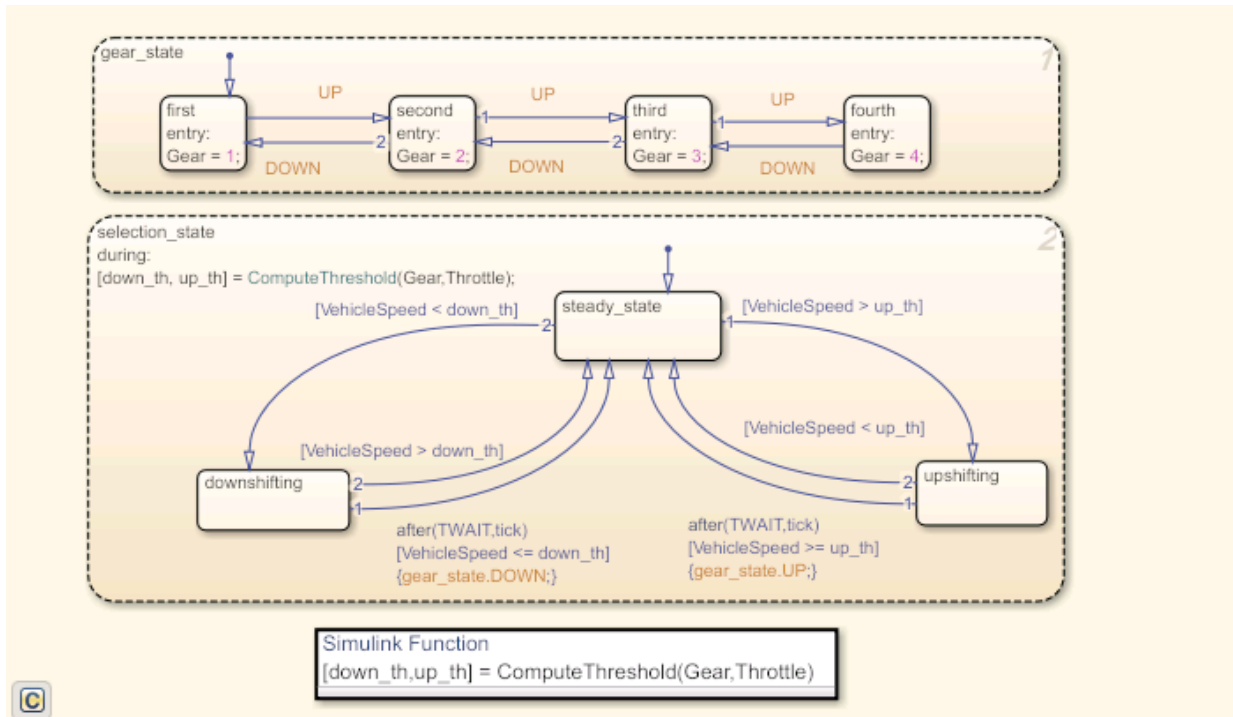 gear_state
1
UP
UP
UP
first
entry:
Gear = 1;
second
entry:
Gear = 2;
third
entry:
Gear = 3;
fourth
entry:
Gear = 4;
1
1
2
2
DOWN
DOWN
DOWN
selection_state
during:
[down_th, up_th] = ComputeThreshold(Gear,Throttle);
2
[VehicleSpeed < down_th]
2
steady_state
1
[VehicleSpeed > up_th]
[VehicleSpeed > down_th]
[VehicleSpeed < up_th]
downshifting
2
1
2
1
upshifting
after(TWAIT,tick)
[VehicleSpeed <= down_th]
{gear_state.DOWN;}
after(TWAIT,tick)
[VehicleSpeed >= up_th]
{gear_state.UP;}
Simulink Function
[down_th,up_th] = ComputeThreshold(Gear,Throttle)
C